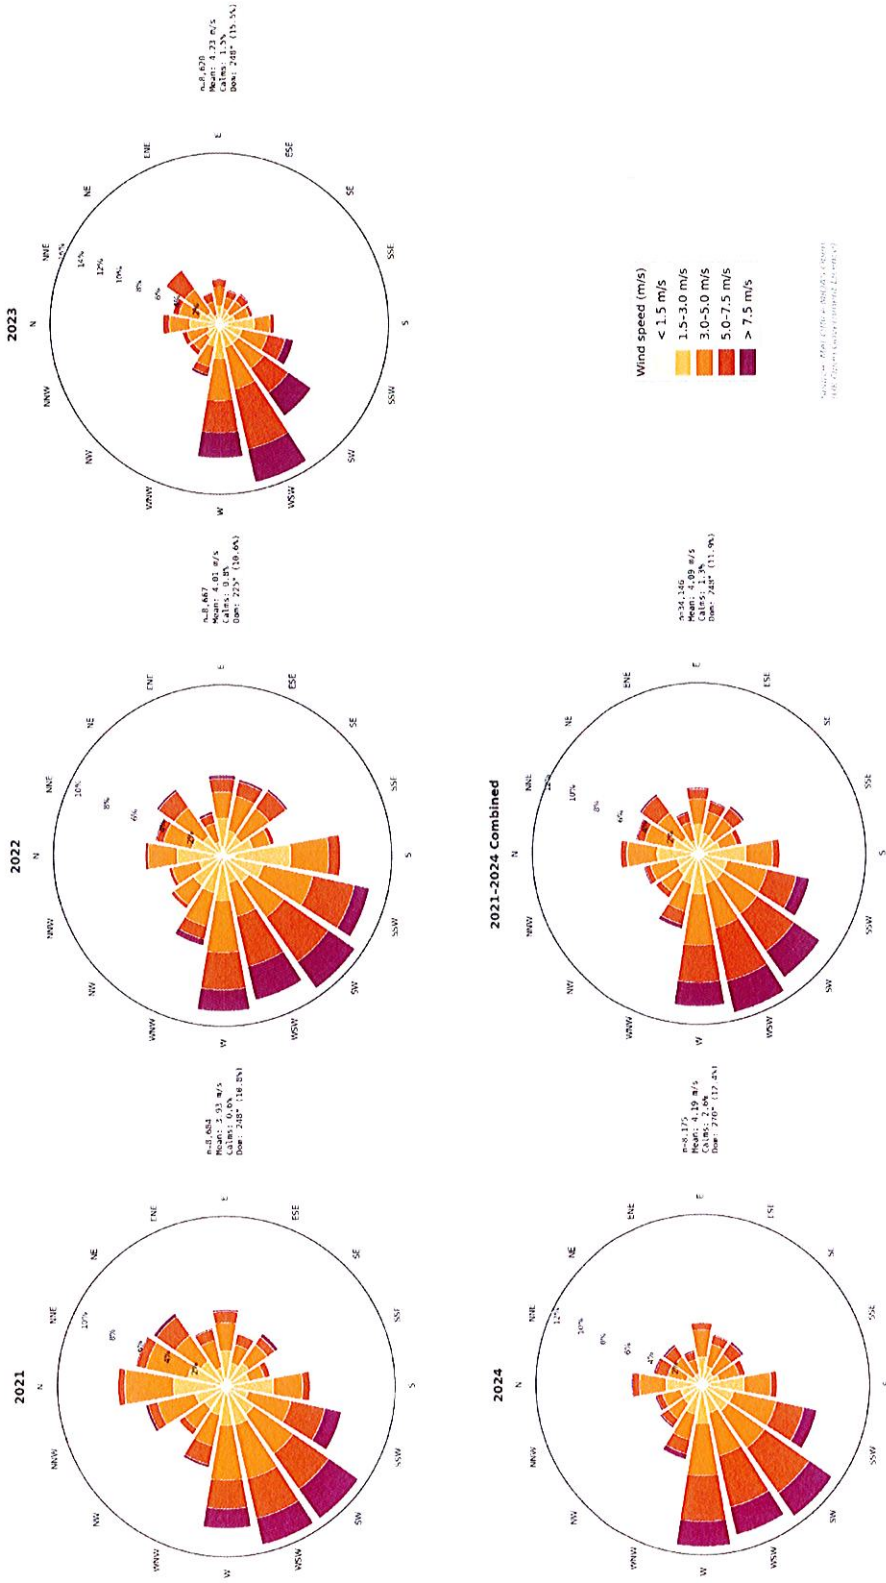 2021
N
NNE
NE
ENE
E
ESE
SE
SSE
S
SSW
SW
WSW
W
WNW
NW
NNW
2%
4%
6%
8%
10%
n=8,684
Mean: 3.93 m/s
Calms: 0.6%
Dom: 248° (10.8%)
2022
N
NNE
NE
ENE
E
ESE
SE
SSE
S
SSW
SW
WSW
W
WNW
NW
NNW
2%
6%
8%
10%
n=8,667
Mean: 4.01 m/s
Calms: 0.8%
Dom: 225° (10.6%)
2023
N
NNE
NE
ENE
E
ESE
SE
SSE
S
SSW
SW
WSW
W
WNW
NW
NNW
2%
4%
6%
8%
10%
12%
14%
16%
n=8,620
Mean: 4.23 m/s
Calms: 1.5%
Dom: 248° (15.5%)
2024
N
NNE
NE
ENE
E
ESE
SE
SSE
S
SSW
SW
WSW
W
WNW
NW
NNW
2%
4%
6%
8%
10%
12%
n=8,175
Mean: 4.19 m/s
Calms: 2.6%
Dom: 270° (12.4%)
2021-2024 Combined
N
NNE
NE
ENE
E
ESE
SE
SSE
S
SSW
SW
WSW
W
WNW
NW
NNW
2%
6%
8%
10%
12%
n=34,146
Mean: 4.09 m/s
Calms: 1.3%
Dom: 248° (11.9%)
Wind speed (m/s)
< 1.5 m/s
1.5-3.0 m/s
3.0-5.0 m/s
5.0-7.5 m/s
> 7.5 m/s
Source: Met Office MIDAS Open